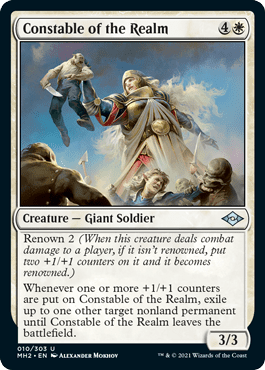 Constable of the Realm 4
Creature — Giant Soldier
Renown 2 (When this creature deals combat
damage to a player, if it isn't renowned, put
two +1/+1 counters on it and it becomes
renowned.)
Whenever one or more +1/+1 counters
are put on Constable of the Realm, exile
up to one other target nonland permanent
until Constable of the Realm leaves the
battlefield.
3/3
010/303 U
MH2 • EN Alexander Mokhov
™ & © 2021 Wizards of the Coast